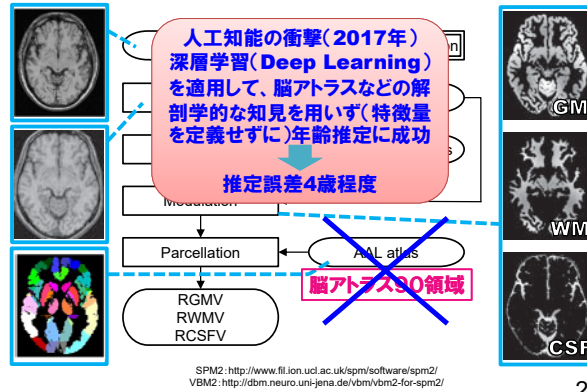 人工知能の衝撃（2017年）
深層学習（Deep Learning）
を適用して、脳アトラスなどの解
剖学的な知見を用いず（特徴量
を定義せずに）年齢推定に成功
推定誤差4歳程度
GM
Modulation
WM
Parcellation
AAL atlas
脳アトラス90領域
RGMV
RWMV
RCSFV
CSF
SPM2：http://www.fil.ion.ucl.ac.uk/spm/software/spm2/
VBM2：http://dbm.neuro.uni-jena.de/vbm/vbm2-for-spm2/
2